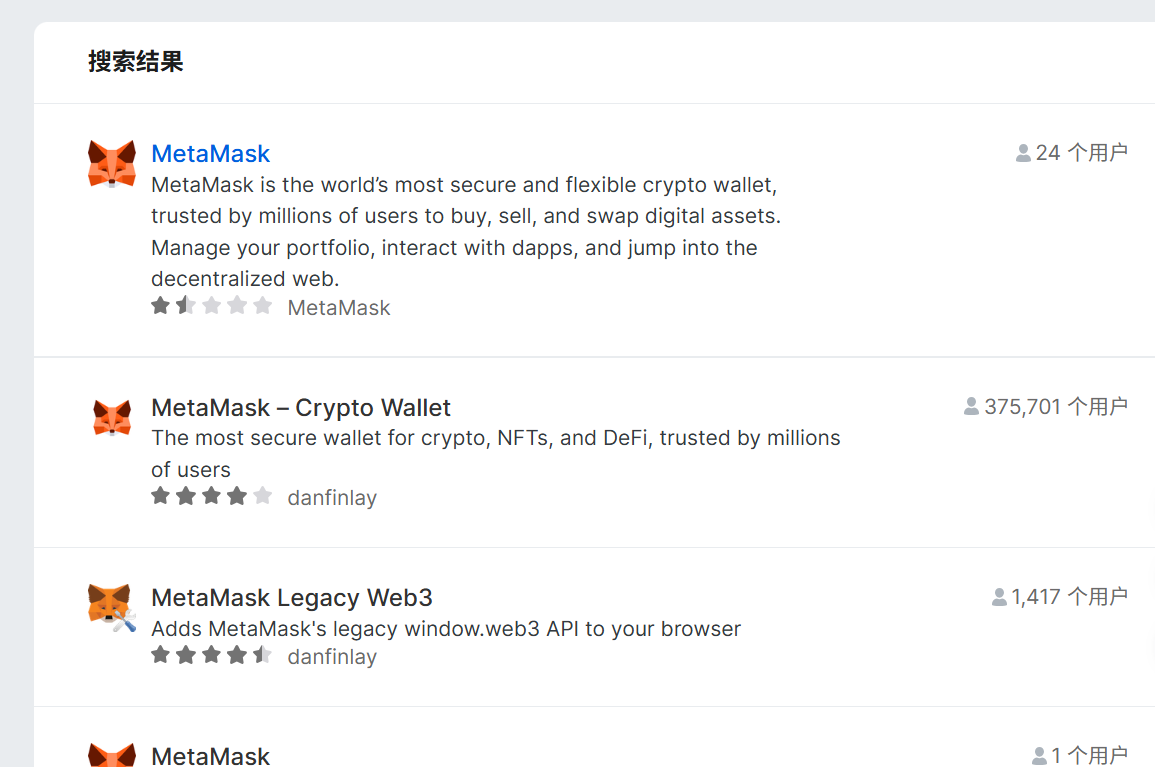 搜索结果
MetaMask
24 个用户
MetaMask is the world’s most secure and flexible crypto wallet,
trusted by millions of users to buy, sell, and swap digital assets.
Manage your portfolio, interact with dapps, and jump into the
decentralized web.
MetaMask
MetaMask – Crypto Wallet
375,701 个用户
The most secure wallet for crypto, NFTs, and DeFi, trusted by millions
of users
danfinlay
MetaMask Legacy Web3
1,417 个用户
Adds MetaMask's legacy window.web3 API to your browser
danfinlay
MetaMask
1 个用户